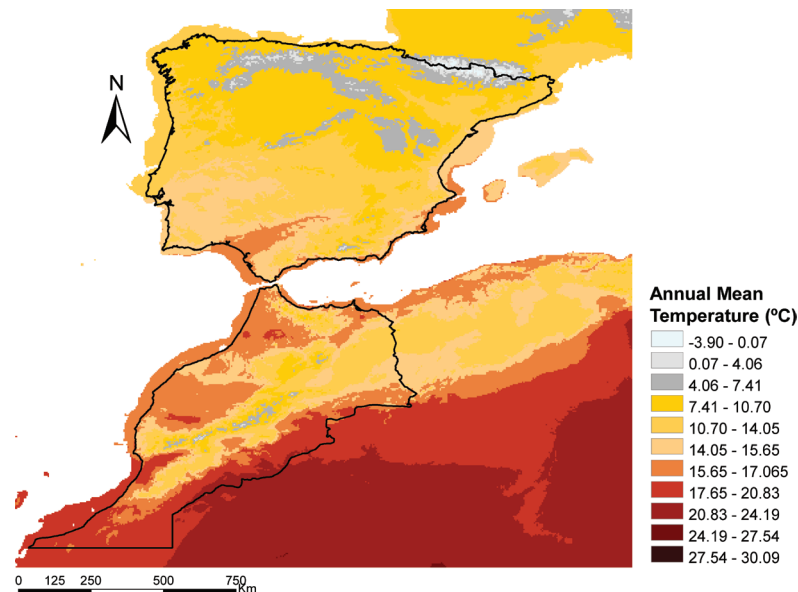 N
Annual Mean
Temperature (ºC)
-3.90 - 0.07
0.07 - 4.06
4.06 - 7.41
7.41 - 10.70
10.70 - 14.05
14.05 - 15.65
15.65 - 17.065
17.65 - 20.83
20.83 - 24.19
24.19 - 27.54
27.54 - 30.09
0 125 250 500 750
Km